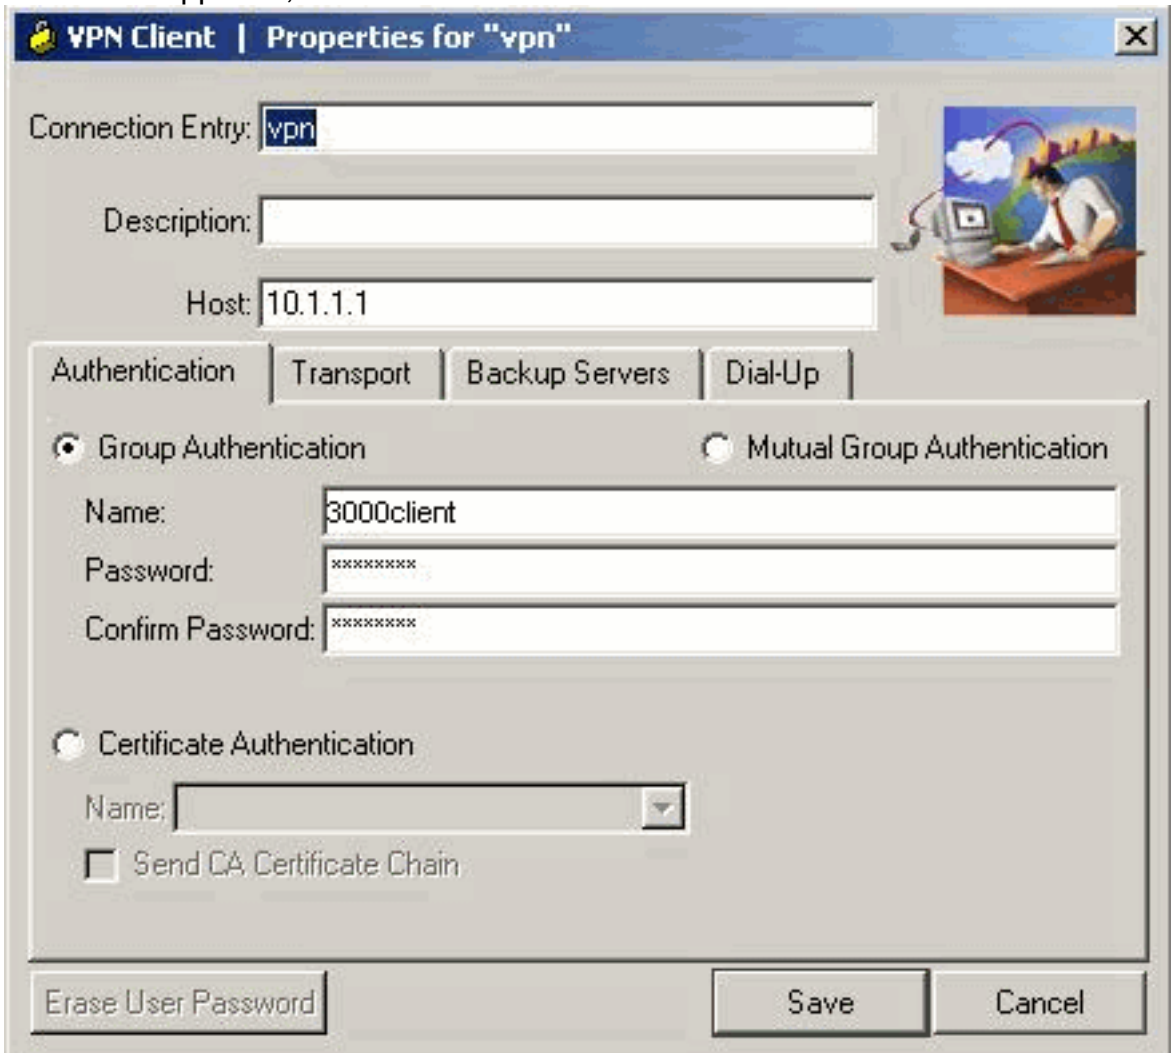 VPN Client | Properties for "vpn"
Connection Entry: vpn
Description:
Host: 10.1.1.1
Authentication Transport Backup Servers Dial-Up
Group Authentication Mutual Group Authentication
Name: 3000client
Password: ********
Confirm Password: ********
Certificate Authentication
Name:
Send CA Certificate Chain
Erase User Password Save Cancel